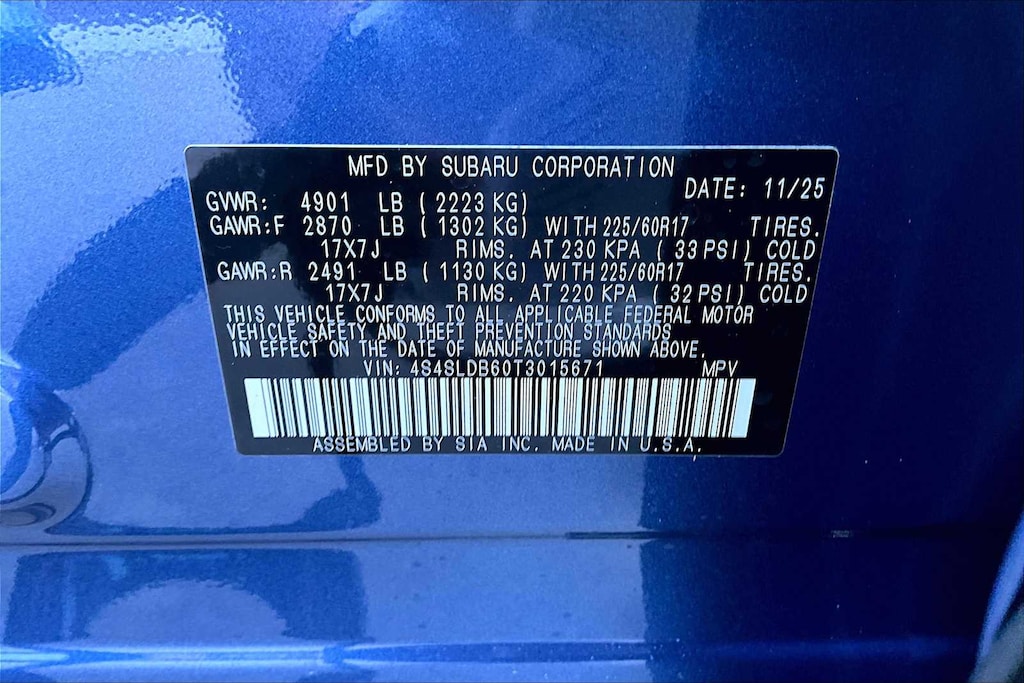 MFD BY SUBARU CORPORATION
DATE: 11/25
GVWR: 4901 LB (2223 KG)
GAWR:F 2870 LB (1302 KG) WITH 225/60R17 TIRES.
17X7J RIMS. AT 230 KPA (33 PSI) COLD
GAWR:R 2491 LB (1130 KG) WITH 225/60R17 TIRES.
17X7J RIMS. AT 220 KPA (32 PSI) COLD
THIS VEHICLE CONFORMS TO ALL APPLICABLE FEDERAL MOTOR
VEHICLE SAFETY AND THEFT PREVENTION STANDARDS
IN EFFECT ON THE DATE OF MANUFACTURE SHOWN ABOVE.
VIN: 4S4SLDB60T3015671 MPV
ASSEMBLED BY SIA INC. MADE IN U.S.A.